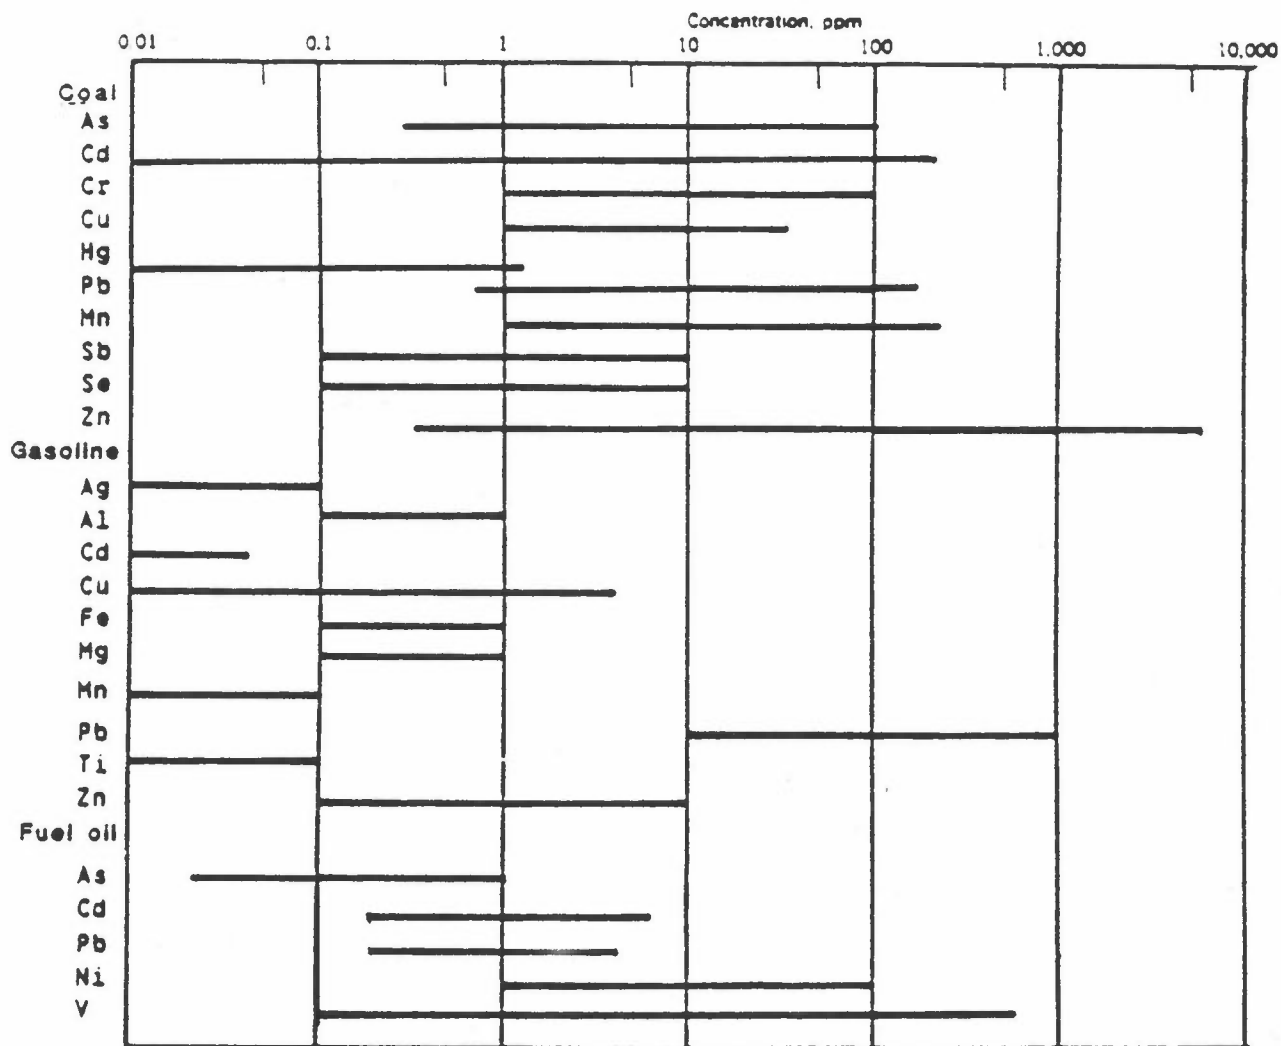 Concentration, ppm
0.01 0.1 1 10 100 1.000 10,000
Coal
As
Cd
Cr
Cu
Hg
Pb
Mn
Sb
Se
Zn
Gasoline
Ag
Al
Cd
Cu
Fe
Mg
Mn
Pb
Ti
Zn
Fuel oil
As
Cd
Pb
Ni
V